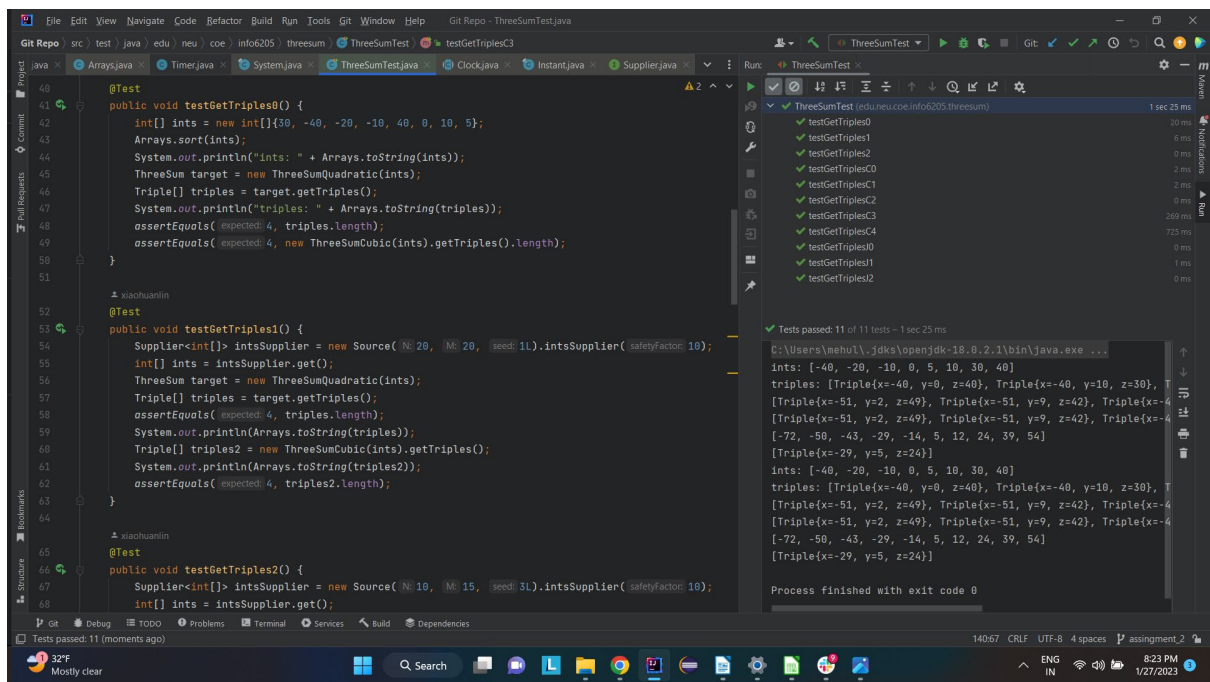 File Edit View Navigate Code Refactor Build Run Tools Git Window Help Git Repo - ThreeSumTest.java
Git Repo src test java edu neu coe info6205 threesum ThreeSumTest testGetTriplesC3 ThreeSumTest Git:
java Arrays.java Timer.java System.java ThreeSumTest.java Clock.java Instant.java Supplier.java
40 @Test 2
41 public void testGetTriples0() {
42 int[] ints = new int[]{30, -40, -20, -10, 40, 0, 10, 5};
43 Arrays.sort(ints);
44 System.out.println("ints: " + Arrays.toString(ints));
45 ThreeSum target = new ThreeSumQuadratic(ints);
46 Triple[] triples = target.getTriples();
47 System.out.println("triples: " + Arrays.toString(triples));
48 assertEquals( expected: 4, triples.length);
49 assertEquals( expected: 4, new ThreeSumCubic(ints).getTriples().length);
50 }
51
xiaohuanlin
52 @Test
53 public void testGetTriples1() {
54 Supplier<int[]> intsSupplier = new Source( N: 20, M: 20, seed: 1L).intsSupplier( safetyFactor: 10);
55 int[] ints = intsSupplier.get();
56 ThreeSum target = new ThreeSumQuadratic(ints);
57 Triple[] triples = target.getTriples();
58 assertEquals( expected: 4, triples.length);
59 System.out.println(Arrays.toString(triples));
60 Triple[] triples2 = new ThreeSumCubic(ints).getTriples();
61 System.out.println(Arrays.toString(triples2));
62 assertEquals( expected: 4, triples2.length);
63 }
64
xiaohuanlin
65 @Test
66 public void testGetTriples2() {
67 Supplier<int[]> intsSupplier = new Source( N: 10, M: 15, seed: 3L).intsSupplier( safetyFactor: 10);
68 int[] ints = intsSupplier.get();
Run: ThreeSumTest
ThreeSumTest (edu.neu.coe.info6205.threesum) 1 sec 25 ms
testGetTriples0 20 ms
testGetTriples1 6 ms
testGetTriples2 0 ms
testGetTriplesC0 2 ms
testGetTriplesC1 2 ms
testGetTriplesC2 0 ms
testGetTriplesC3 269 ms
testGetTriplesC4 725 ms
testGetTriplesJ0 0 ms
testGetTriplesJ1 1 ms
testGetTriplesJ2 0 ms
Tests passed: 11 of 11 tests – 1 sec 25 ms
C:\Users\mehul\.jdks\openjdk-18.0.2.1\bin\java.exe ...
ints: [-40, -20, -10, 0, 5, 10, 30, 40]
triples: [Triple{x=-40, y=0, z=40}, Triple{x=-40, y=10, z=30}, T
[Triple{x=-51, y=2, z=49}, Triple{x=-51, y=9, z=42}, Triple{x=-4
[Triple{x=-51, y=2, z=49}, Triple{x=-51, y=9, z=42}, Triple{x=-4
[-72, -50, -43, -29, -14, 5, 12, 24, 39, 54]
[Triple{x=-29, y=5, z=24}]
ints: [-40, -20, -10, 0, 5, 10, 30, 40]
triples: [Triple{x=-40, y=0, z=40}, Triple{x=-40, y=10, z=30}, T
[Triple{x=-51, y=2, z=49}, Triple{x=-51, y=9, z=42}, Triple{x=-4
[Triple{x=-51, y=2, z=49}, Triple{x=-51, y=9, z=42}, Triple{x=-4
[-72, -50, -43, -29, -14, 5, 12, 24, 39, 54]
[Triple{x=-29, y=5, z=24}]
Process finished with exit code 0
Project
Commit
Pull Requests
Bookmarks
Structure
Maven
Notifications
Run
Git Debug TODO Problems Terminal Services Build Dependencies
Tests passed: 11 (moments ago) 140:67 CRLF UTF-8 4 spaces assingment_2
1 32°F
Mostly clear
Search
ENG
IN
8:23 PM
1/27/2023
3